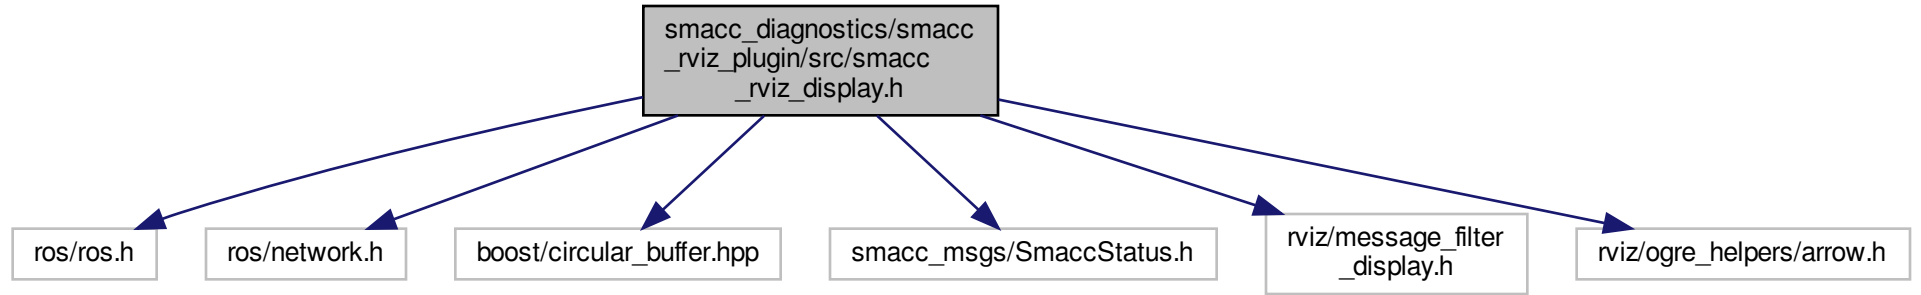 smacc_diagnostics/smacc
_rviz_plugin/src/smacc
_rviz_display.h
ros/ros.h
ros/network.h
boost/circular_buffer.hpp
smacc_msgs/SmaccStatus.h
rviz/message_filter
_display.h
rviz/ogre_helpers/arrow.h